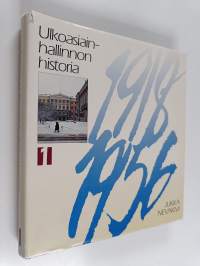 Ulkoasiain-
hallinnon
historia
1
1918
1956
JUKKA
NEVAKIVI